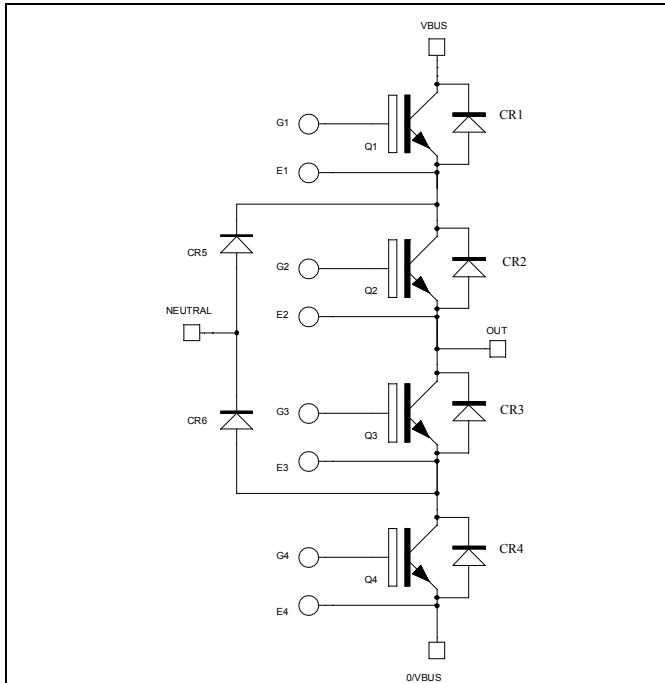 VBUS
G1
Q1
CR1
E1
CR5
G2
Q2
CR2
NEUTRAL
E2
OUT
CR6
G3
Q3
CR3
E3
G4
Q4
CR4
E4
0/VBUS